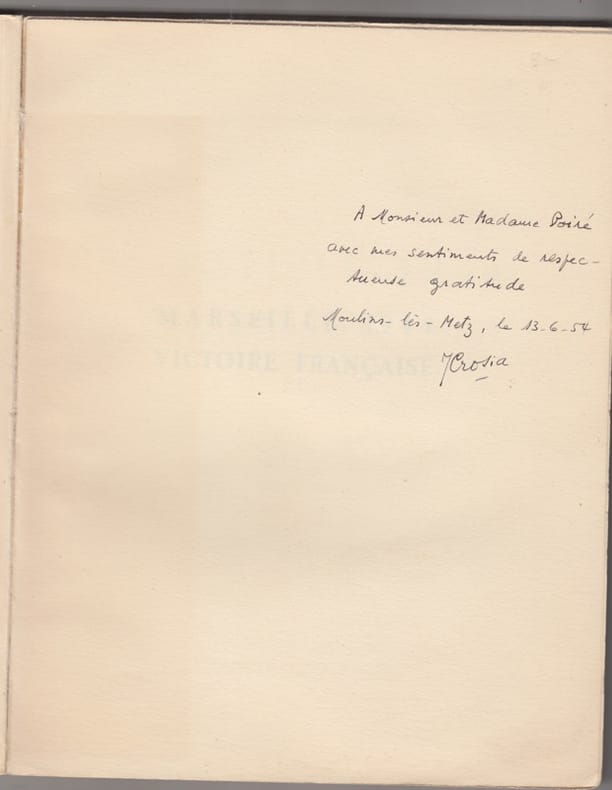 A Monsieur et Madame Poiré
avec mes sentiments de respec-
tueuse gratitude
Moulins-lès-Metz, le 13-6-54
JCrosia
MARSEILLE
VICTOIRE FRANÇAISE